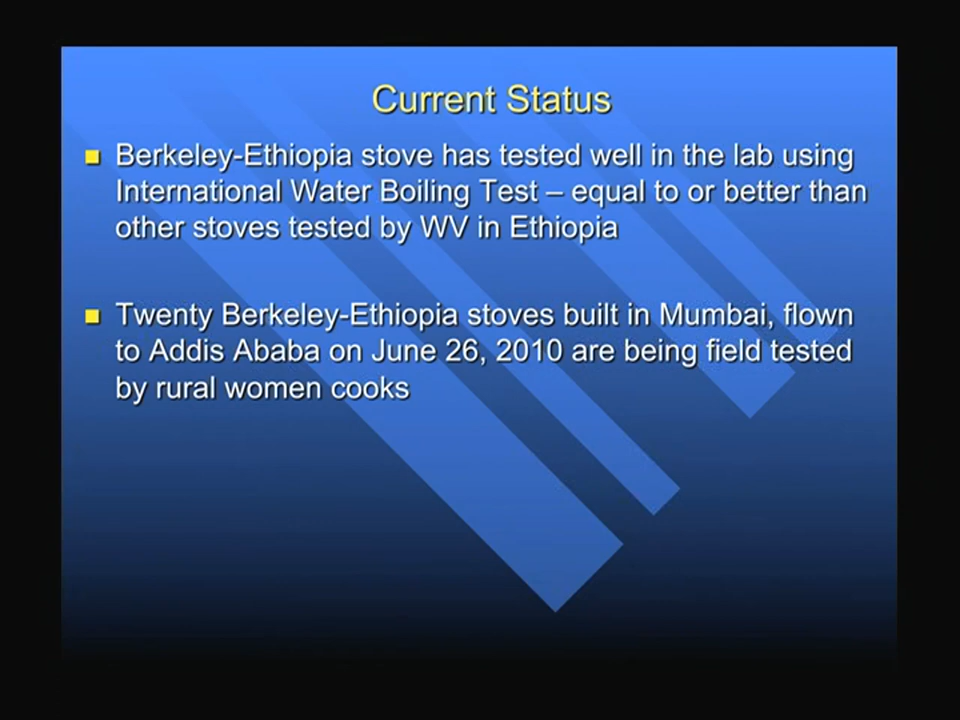 Current Status
Berkeley-Ethiopia stove has tested well in the lab using
International Water Boiling Test – equal to or better than
other stoves tested by WV in Ethiopia
Twenty Berkeley-Ethiopia stoves built in Mumbai, flown
to Addis Ababa on June 26, 2010 are being field tested
by rural women cooks